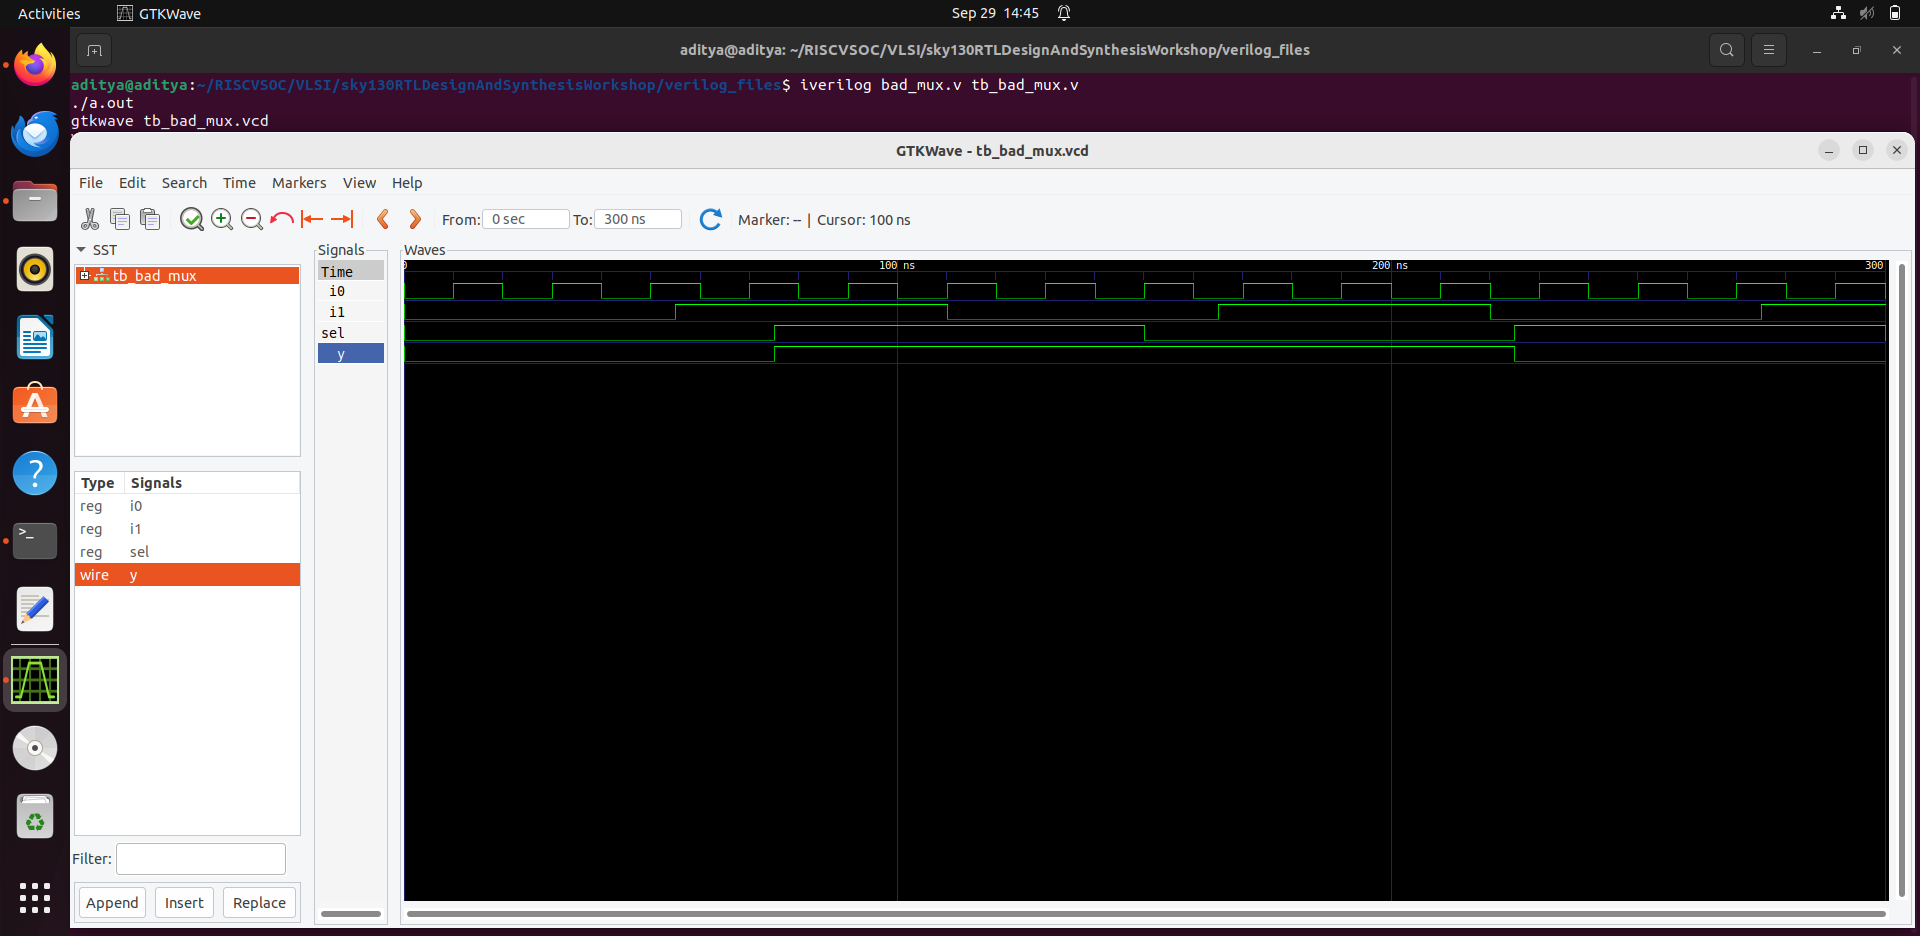 Activities GTKWave Sep 29 14:45
aditya@aditya: ~/RISCVSOC/VLSI/sky130RTLDesignAndSynthesisWorkshop/verilog_files
aditya@aditya:~/RISCVSOC/VLSI/sky130RTLDesignAndSynthesisWorkshop/verilog_files$ iverilog bad_mux.v tb_bad_mux.v
./a.out
gtkwave tb_bad_mux.vcd
GTKWave - tb_bad_mux.vcd
File Edit Search Time Markers View Help
From: 0 sec To: 300 ns Marker: -- | Cursor: 100 ns
SST
tb_bad_mux
Type Signals
reg i0
reg i1
reg sel
wire y
Filter:
Append Insert Replace
Signals
Time
i0
i1
sel
y
Waves
0 100 ns 200 ns 300